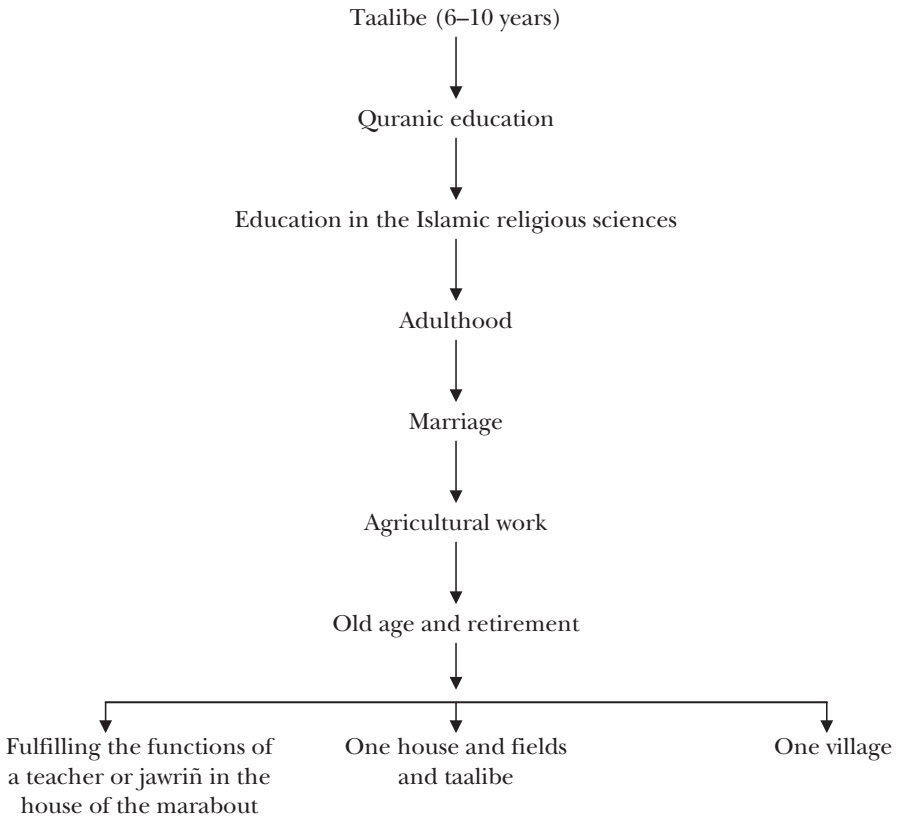 Taalibe (6–10 years)
Quranic education
Education in the Islamic religious sciences
Adulthood
Marriage
Agricultural work
Old age and retirement
Fulfilling the functions of
a teacher or jawriñ in the
house of the marabout
One house and fields
and taalibe
One village